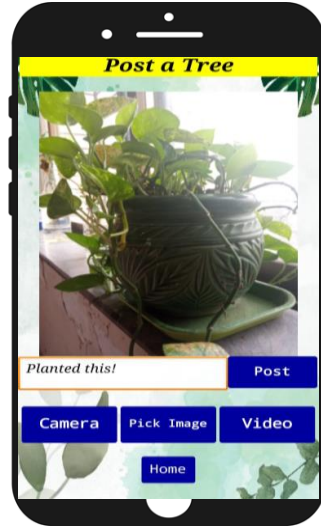 Post a Tree
Planted this!
Post
Camera
Pick Image
Video
Home